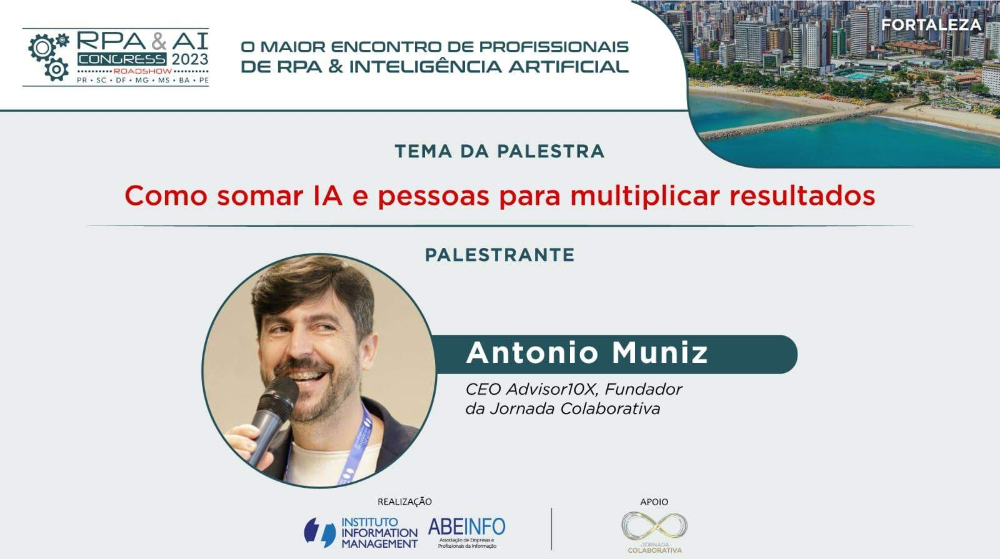 RPA & AI
CONGRESS 2023
ROADSHOW
PR • SC • DF • MG • MS • BA • PE
O MAIOR ENCONTRO DE PROFISSIONAIS
DE RPA & INTELIGÊNCIA ARTIFICIAL
FORTALEZA
TEMA DA PALESTRA
Como somar IA e pessoas para multiplicar resultados
PALESTRANTE
Antonio Muniz
CEO Advisor10X, Fundador
da Jornada Colaborativa
REALIZAÇÃO
INSTITUTO
INFORMATION
MANAGEMENT
ABEINFO
Associação de Empresas e
Profissionais da Informação
APOIO
JORNADA
COLABORATIVA